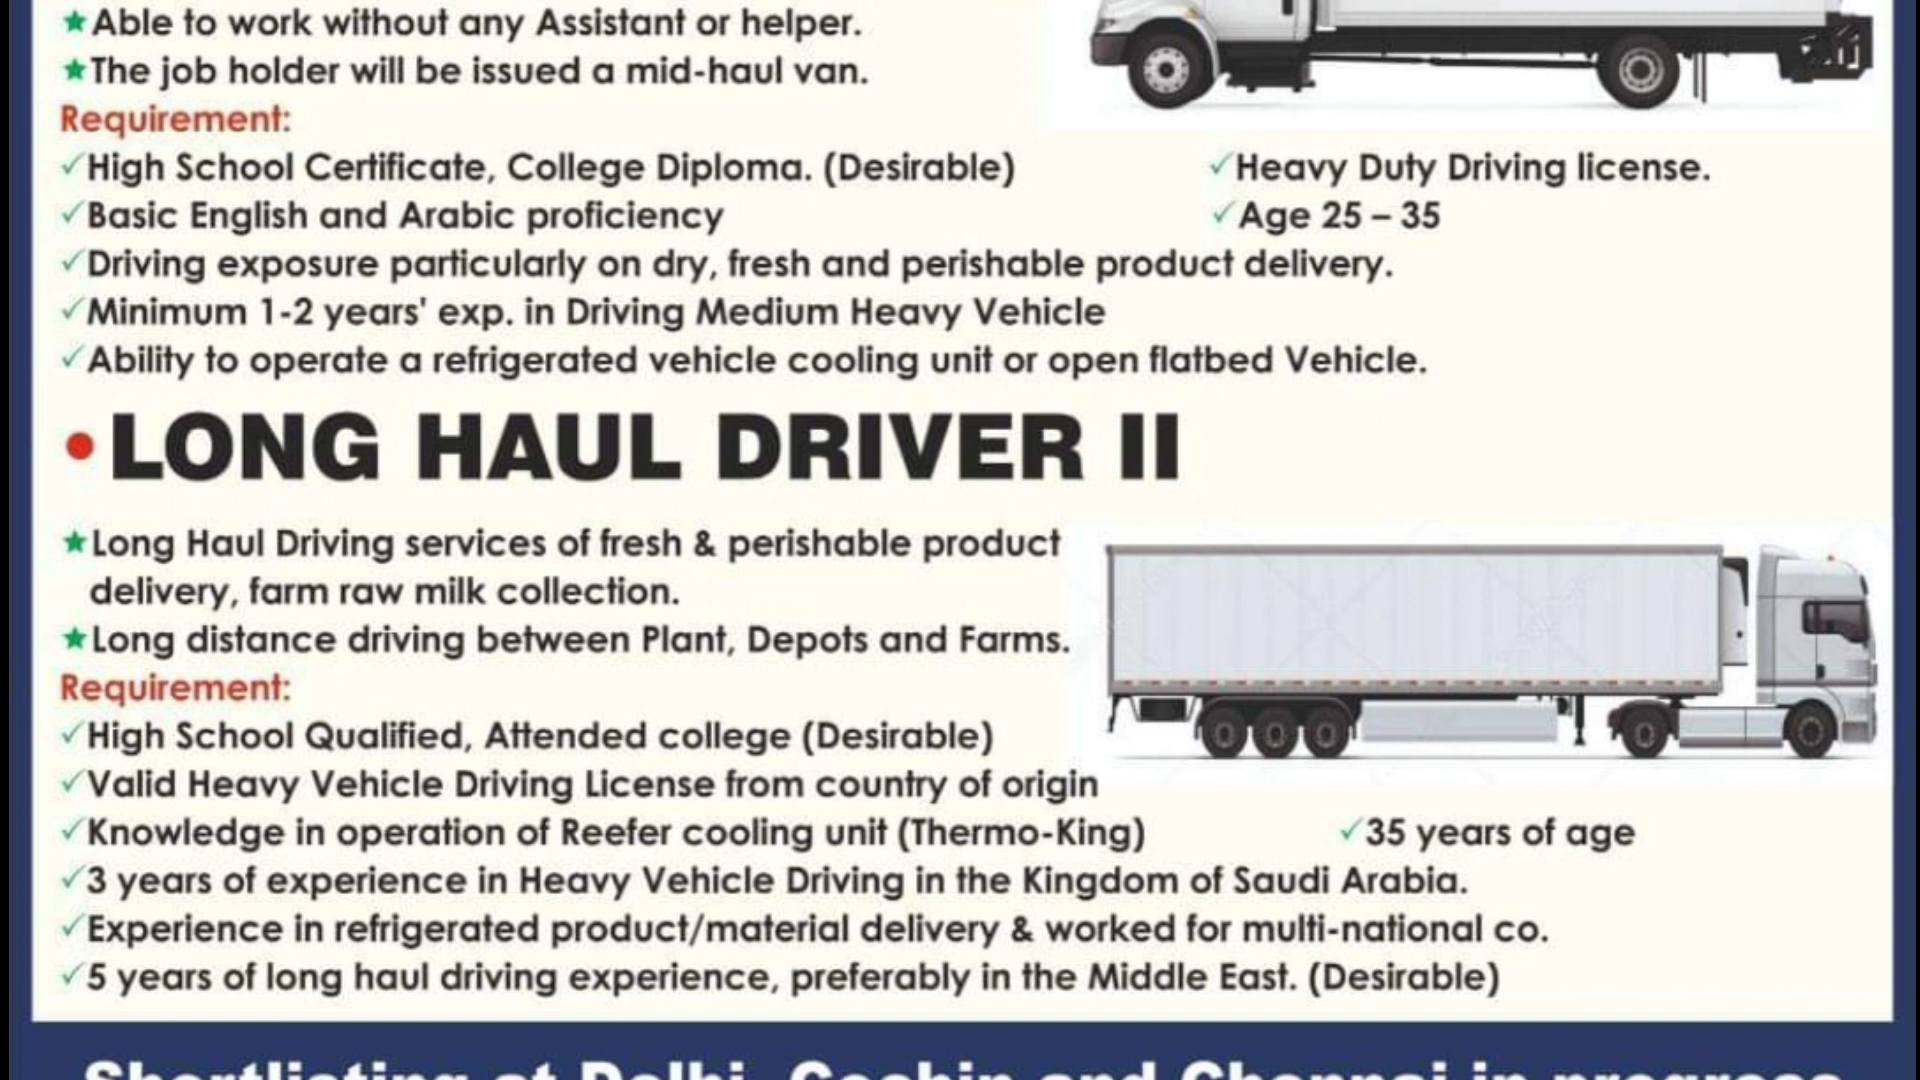 ★Able to work without any Assistant or helper.
★The job holder will be issued a mid-haul van.
Requirement:
✓High School Certificate, College Diploma. (Desirable) ✓Heavy Duty Driving license.
✓Basic English and Arabic proficiency ✓Age 25 – 35
✓Driving exposure particularly on dry, fresh and perishable product delivery.
✓Minimum 1-2 years' exp. in Driving Medium Heavy Vehicle
✓Ability to operate a refrigerated vehicle cooling unit or open flatbed Vehicle.
• LONG HAUL DRIVER II
★Long Haul Driving services of fresh & perishable product
delivery, farm raw milk collection.
★Long distance driving between Plant, Depots and Farms.
Requirement:
✓High School Qualified, Attended college (Desirable)
✓Valid Heavy Vehicle Driving License from country of origin
✓Knowledge in operation of Reefer cooling unit (Thermo-King) ✓35 years of age
✓3 years of experience in Heavy Vehicle Driving in the Kingdom of Saudi Arabia.
✓Experience in refrigerated product/material delivery & worked for multi-national co.
✓5 years of long haul driving experience, preferably in the Middle East. (Desirable)
Shortlisting at Delhi, Cochin and Chennai in progress